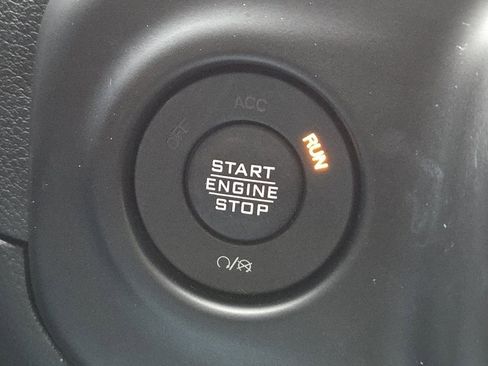 ACC
OFF
RUN
START
ENGINE
STOP